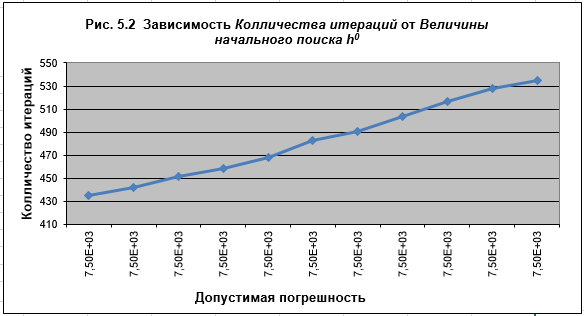 Рис. 5.2 Зависимость Колличества итераций от Величины
начального поиска h⁰
Колличество итераций
550
530
510
490
470
450
430
410
7,50E+03
7,50E+03
7,50E+03
7,50E+03
7,50E+03
7,50E+03
7,50E+03
7,50E+03
7,50E+03
7,50E+03
7,50E+03
Допустимая погрешность